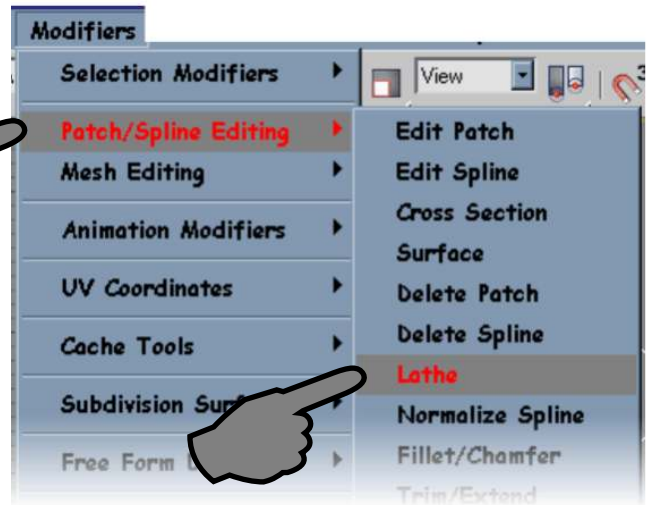 Modifiers
Selection Modifiers
View
3
Patch/Spline Editing
Mesh Editing
Animation Modifiers
UV Coordinates
Cache Tools
Subdivision
Free Form
Edit Patch
Edit Spline
Cross Section
Surface
Delete Patch
Delete Spline
Lathe
Normalize Spline
Fillet/Chamfer
Trim/Extend